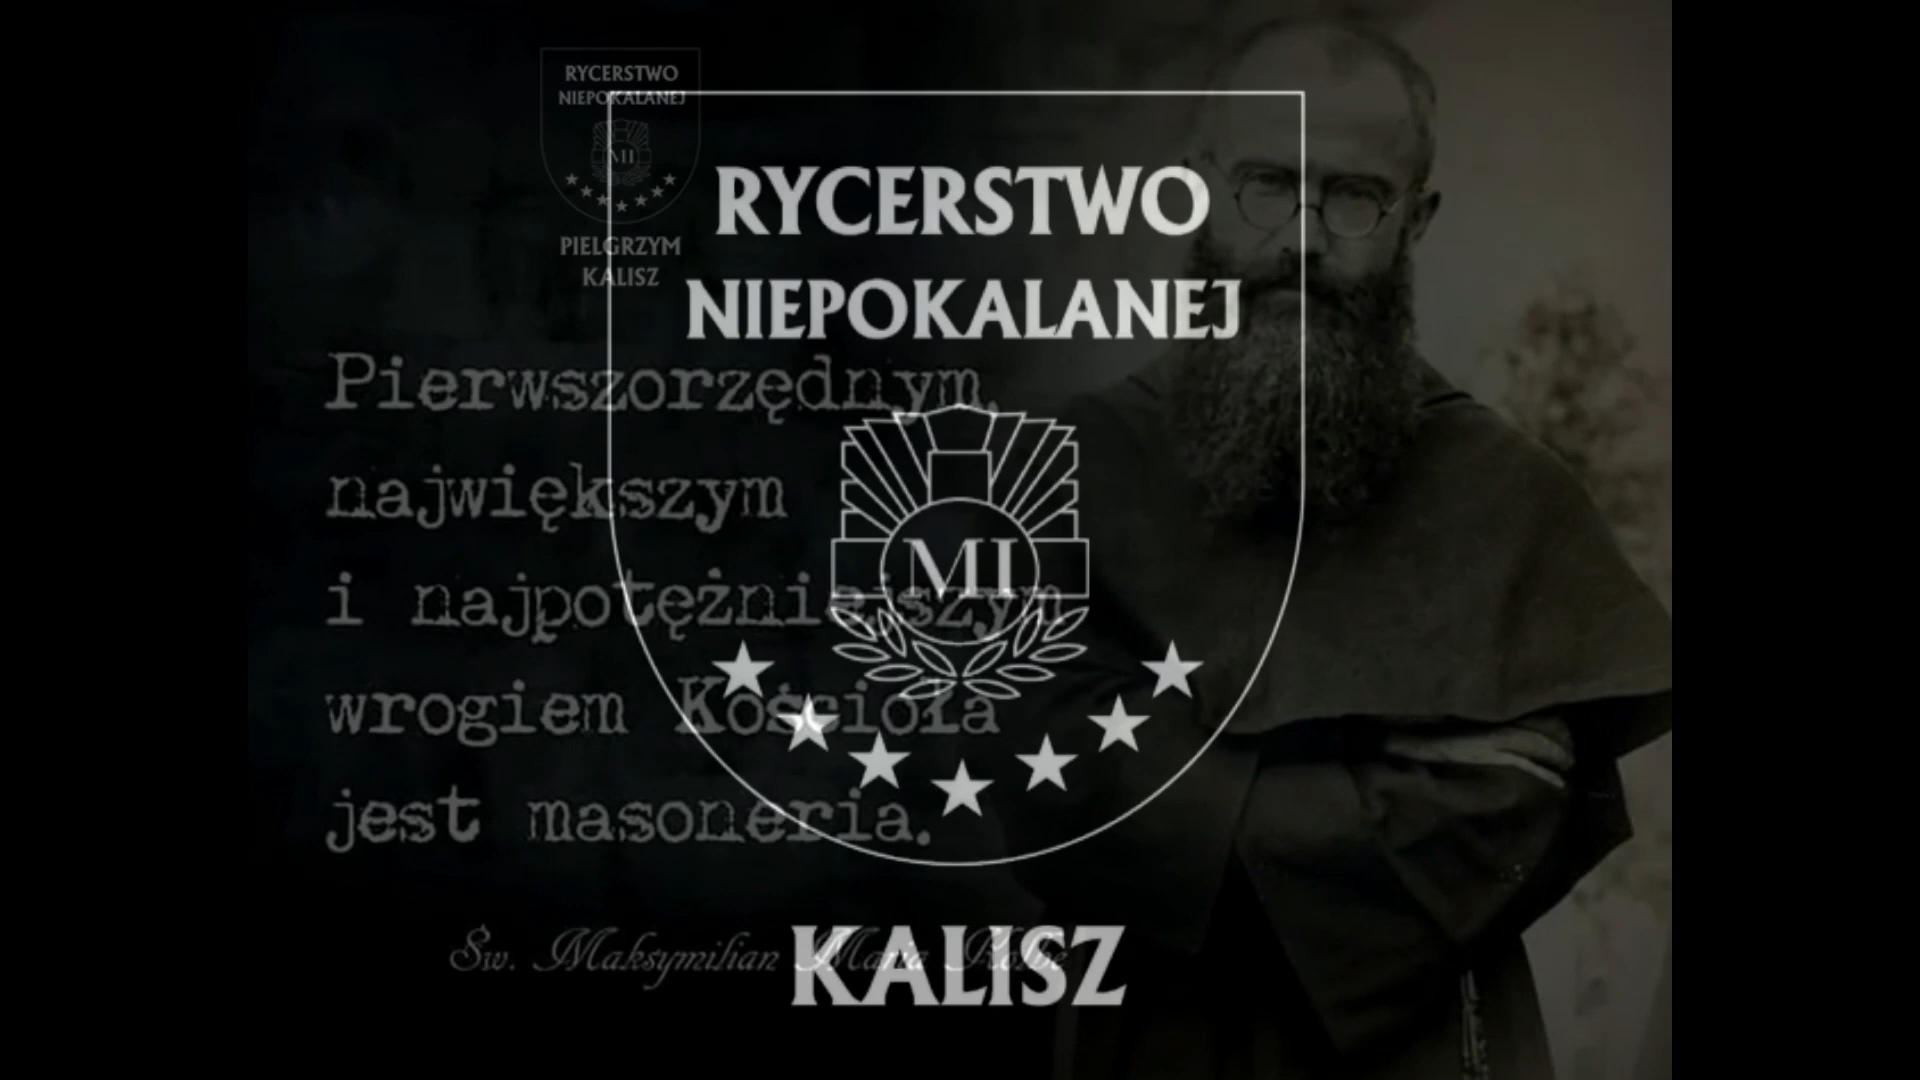 RYCERSTWO
NIEPOKALANEJ
MI
PIELGRZYM
KALISZ
RYCERSTWO
NIEPOKALANEJ
MI
KALISZ
Pierwszorzędnym,
największym
i najpotężniejszym
wrogiem Kościoła
jest masoneria.
Św. Maksymilian Maria Kolbe